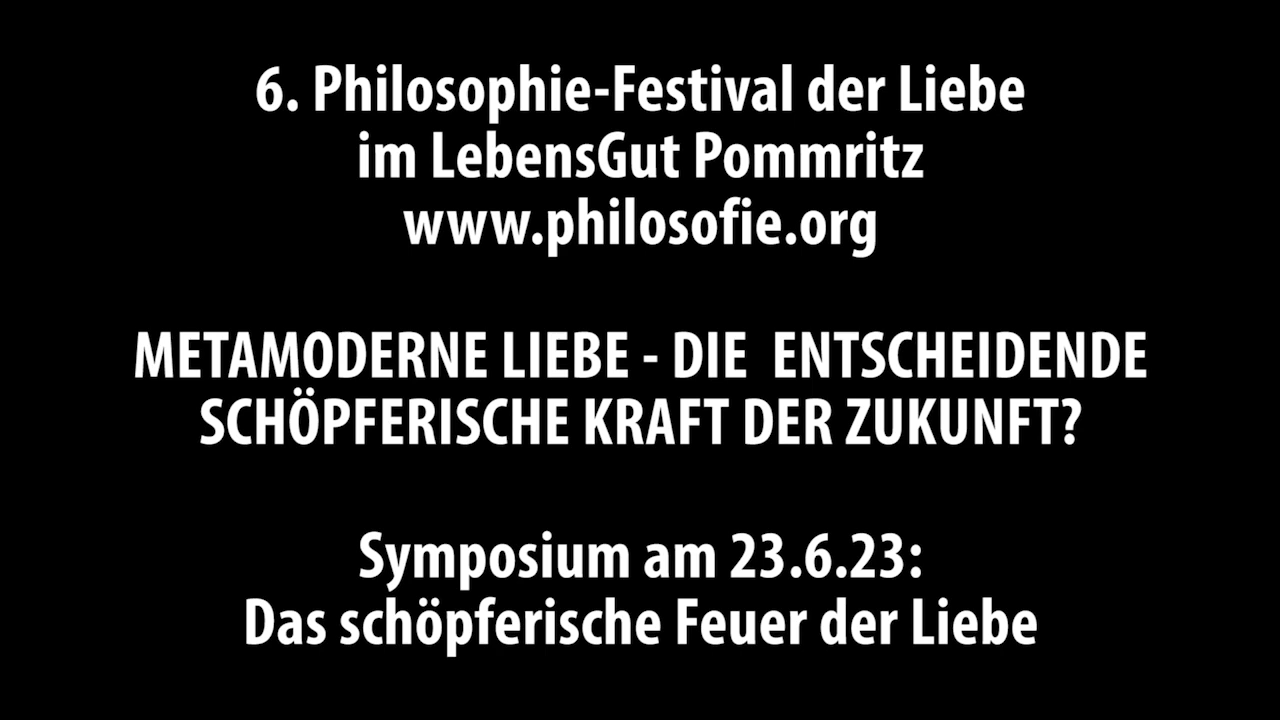 6. Philosophie-Festival der Liebe
im LebensGut Pommritz
www.philosofie.org
METAMODERNE LIEBE - DIE ENTSCHEIDENDE
SCHÖPFERISCHE KRAFT DER ZUKUNFT?
Symposium am 23.6.23:
Das schöpferische Feuer der Liebe